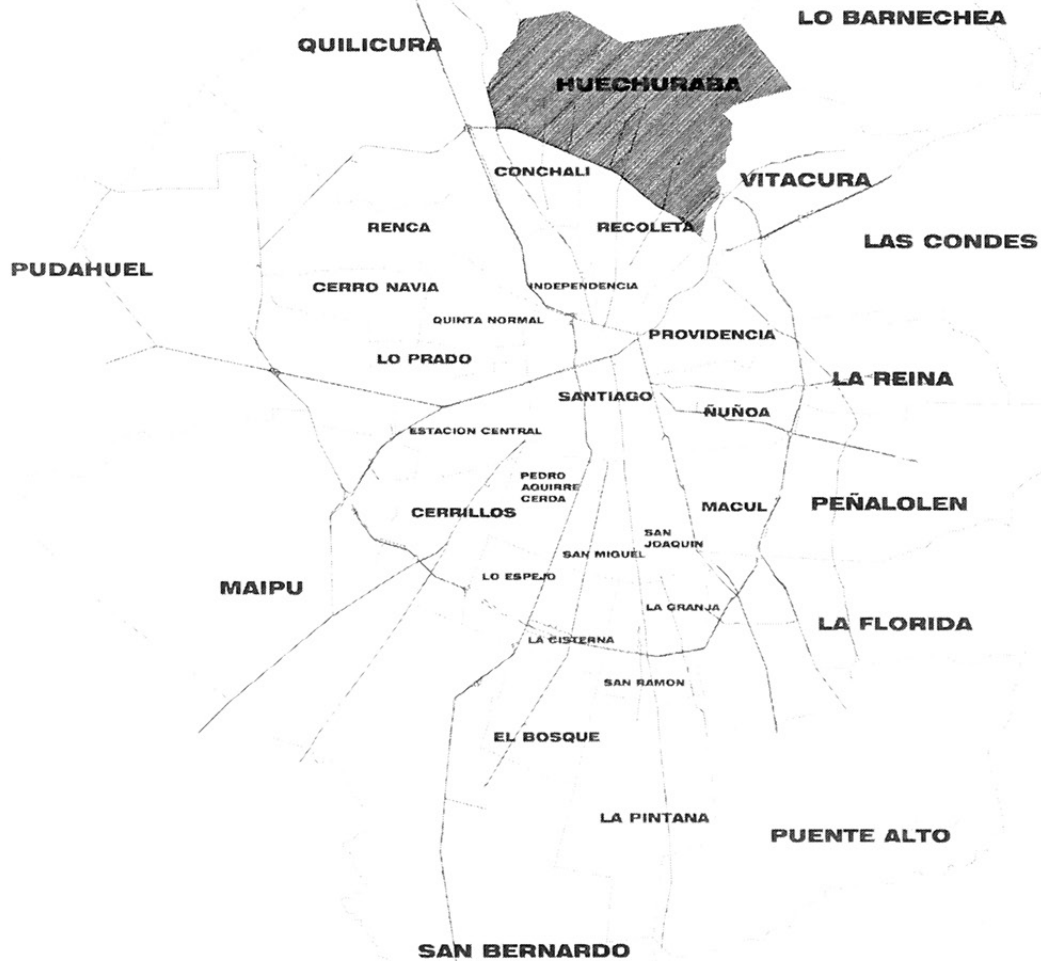 LO BARNECHEA
QUILICURA
HUECHURABA
CONCHALI
VITACURA
RENCA
RECOLETA
LAS CONDES
PUDAHUEL
CERRO NAVIA
INDEPENDENCIA
QUINTA NORMAL
PROVIDENCIA
LO PRADO
LA REINA
SANTIAGO
ÑUÑOA
ESTACION CENTRAL
PEDRO
AGUIRRE
CERDA
CERRILLOS
MACUL
PEÑALOLEN
SAN
JOAQUIN
SAN MIGUEL
LO ESPEJO
MAIPU
LA GRANJA
LA FLORIDA
LA CISTERNA
SAN RAMON
EL BOSQUE
LA PINTANA
PUENTE ALTO
SAN BERNARDO